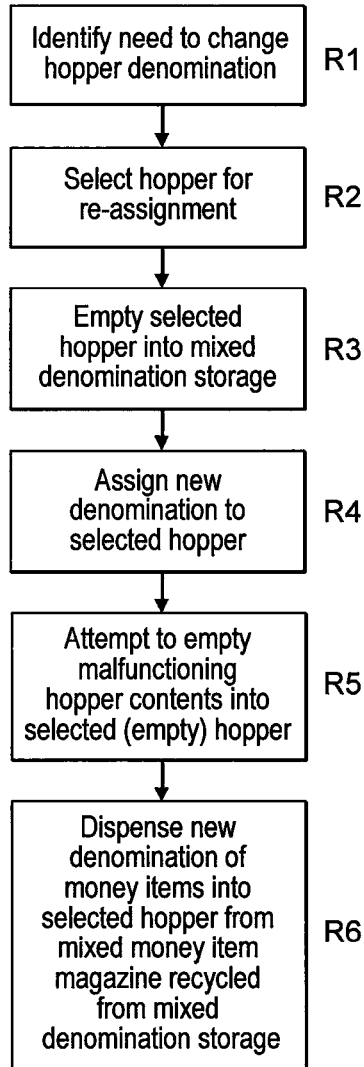 Identify need to change
hopper denomination
R1
Select hopper for
re-assignment
R2
Empty selected
hopper into mixed
denomination storage
R3
Assign new
denomination to
selected hopper
R4
Attempt to empty
malfunctioning
hopper contents into
selected (empty) hopper
R5
Dispense new
denomination of
money items into
selected hopper from
mixed money item
magazine recycled
from mixed
denomination storage
R6